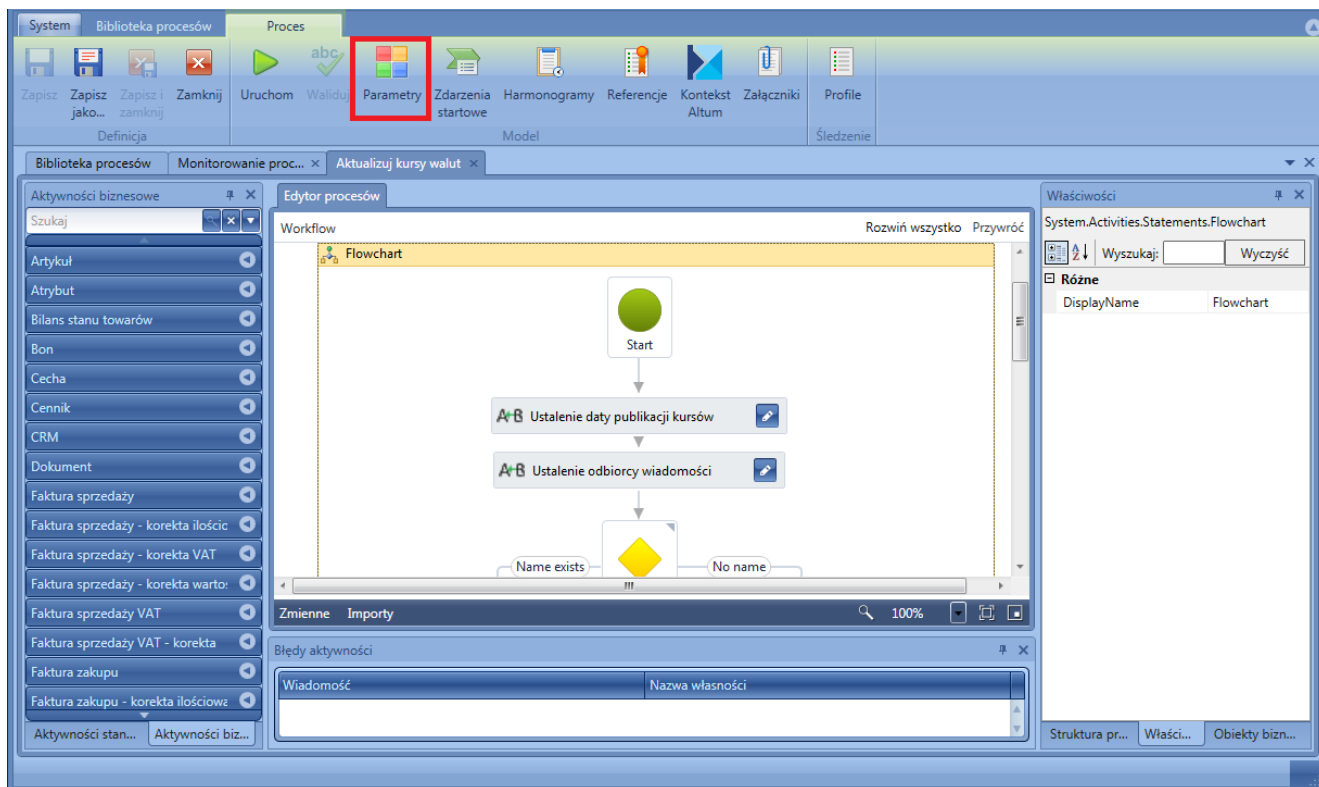 System Biblioteka procesów Proces
Zapisz Zapisz jako... Zapisz i zamknij Zamknij Uruchom Waliduj Parametry Zdarzenia startowe Harmonogramy Referencje Kontekst Altum Załączniki Profile
abc
Definicja Model Śledzenie
Biblioteka procesów Monitorowanie proc... Aktualizuj kursy walut
Aktywności biznesowe
Szukaj
Artykuł
Atrybut
Bilans stanu towarów
Bon
Cecha
Cennik
CRM
Dokument
Faktura sprzedaży
Faktura sprzedaży - korekta ilośc
Faktura sprzedaży - korekta VAT
Faktura sprzedaży - korekta warto
Faktura sprzedaży VAT
Faktura sprzedaży VAT - korekta
Faktura zakupu
Faktura zakupu - korekta ilościowa
Aktywności stan... Aktywności biz...
Edytor procesów
Workflow Rozwiń wszystko Przywróć
Flowchart
Start
A+B Ustalenie daty publikacji kursów
A+B Ustalenie odbiorcy wiadomości
Name exists No name
Zmienne Importy 100%
Błędy aktywności
Wiadomość Nazwa własności
Właściwości
System.Activities.Statements.Flowchart
Wyszukaj: Wyczyść
Różne
DisplayName Flowchart
Struktura pr... Właści... Obiekty bizn...